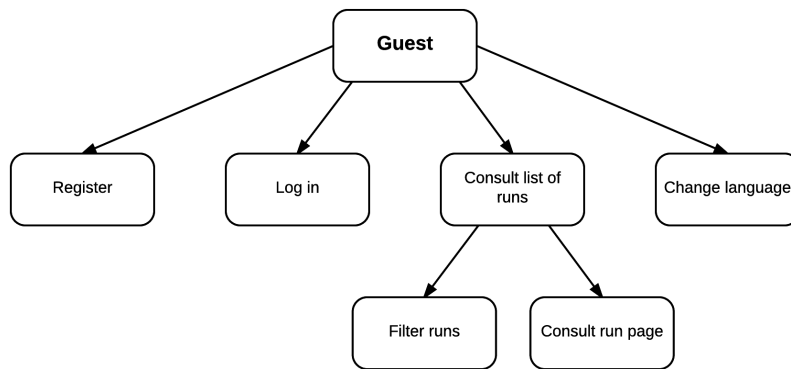 Guest
Register
Log in
Consult list of
runs
Change language
Filter runs
Consult run page